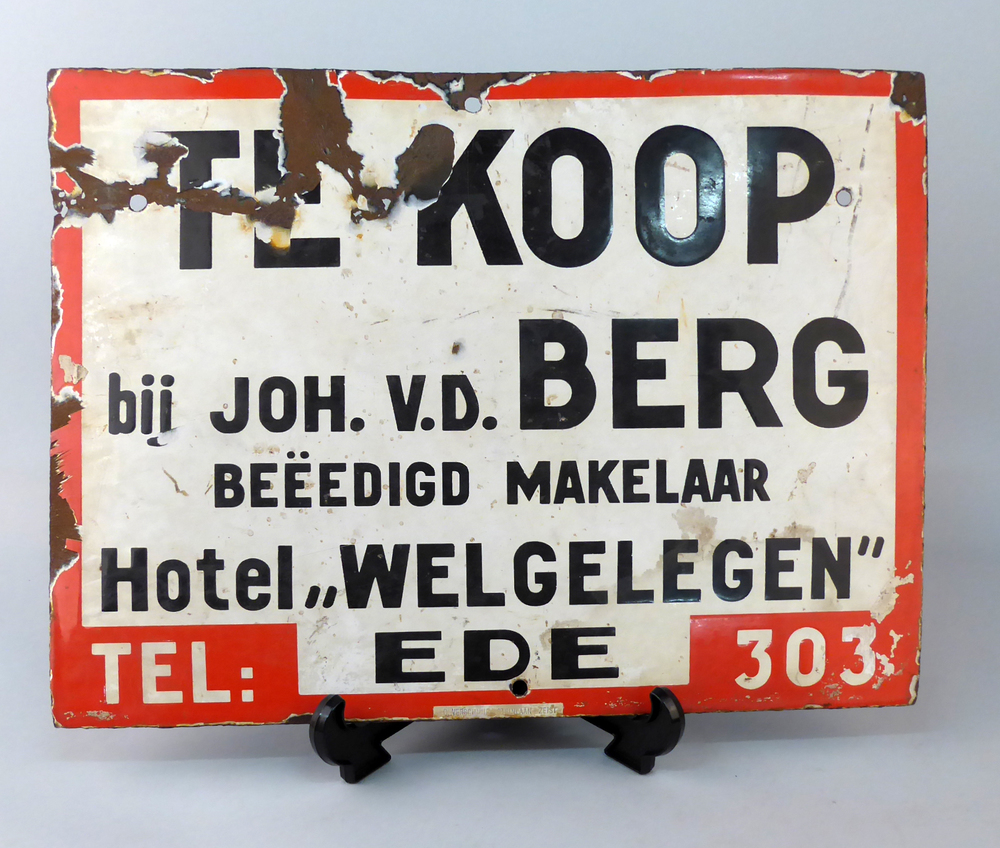 TE KOOP
bij JOH. V.D. BERG
BEËEDIGD MAKELAAR
Hotel „WELGELEGEN”
EDE
TEL: 303